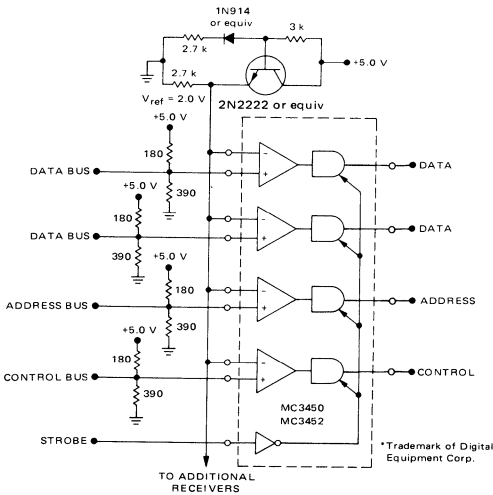 1N914
or equiv
3 k
2.7 k
+5.0 V
2.7 k
Vref = 2.0 V
2N2222 or equiv
+5.0 V
180
DATA BUS
DATA
+5.0 V
390
180
DATA BUS
DATA
390
+5.0 V
180
ADDRESS BUS
ADDRESS
390
+5.0 V
180
CONTROL BUS
CONTROL
390
MC3450
MC3452
STROBE
*Trademark of Digital
Equipment Corp.
TO ADDITIONAL
RECEIVERS